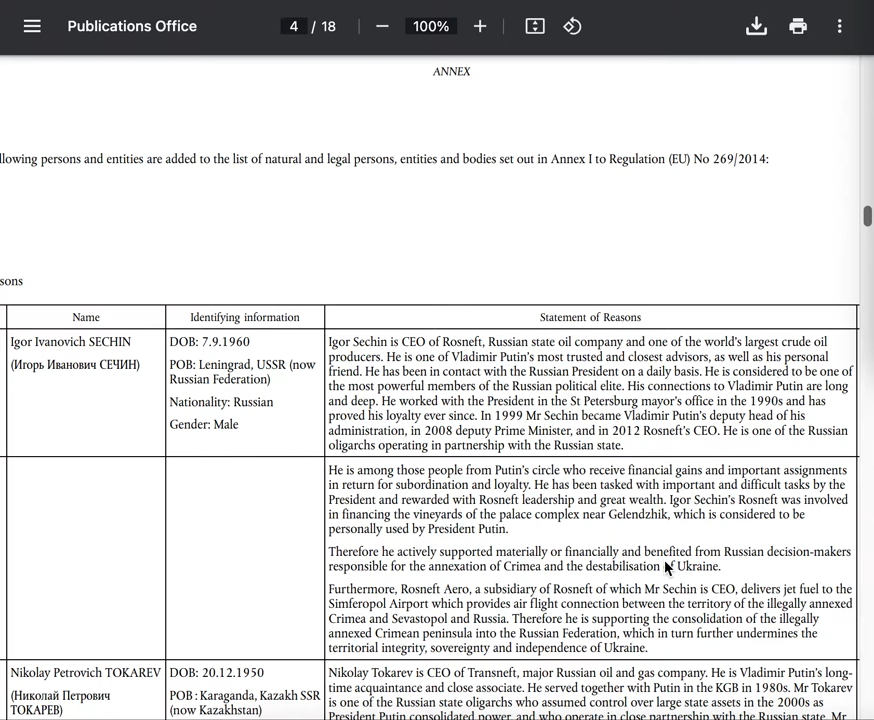 Publications Office
4 / 18
100%
ANNEX
llowing persons and entities are added to the list of natural and legal persons, entities and bodies set out in Annex I to Regulation (EU) No 269/2014:
sons
Name
Identifying information
Statement of Reasons
Igor Ivanovich SECHIN
(Игорь Иванович СЕЧИН)
DOB: 7.9.1960
POB: Leningrad, USSR (now
Russian Federation)
Nationality: Russian
Gender: Male
Igor Sechin is CEO of Rosneft, Russian state oil company and one of the world's largest crude oil
producers. He is one of Vladimir Putin's most trusted and closest advisors, as well as his personal
friend. He has been in contact with the Russian President on a daily basis. He is considered to be one of
the most powerful members of the Russian political elite. His connections to Vladimir Putin are long
and deep. He worked with the President in the St Petersburg mayor's office in the 1990s and has
proved his loyalty ever since. In 1999 Mr Sechin became Vladimir Putin's deputy head of his
administration, in 2008 deputy Prime Minister, and in 2012 Rosneft's CEO. He is one of the Russian
oligarchs operating in partnership with the Russian state.
He is among those people from Putin's circle who receive financial gains and important assignments
in return for subordination and loyalty. He has been tasked with important and difficult tasks by the
President and rewarded with Rosneft leadership and great wealth. Igor Sechin's Rosneft was involved
in financing the vineyards of the palace complex near Gelendzhik, which is considered to be
personally used by President Putin.
Therefore he actively supported materially or financially and benefited from Russian decision-makers
responsible for the annexation of Crimea and the destabilisation of Ukraine.
Furthermore, Rosneft Aero, a subsidiary of Rosneft of which Mr Sechin is CEO, delivers jet fuel to the
Simferopol Airport which provides air flight connection between the territory of the illegally annexed
Crimea and Sevastopol and Russia. Therefore he is supporting the consolidation of the illegally
annexed Crimean peninsula into the Russian Federation, which in turn further undermines the
territorial integrity, sovereignty and independence of Ukraine.
Nikolay Petrovich TOKAREV
(Николай Петрович
ТОКАРЕВ)
DOB: 20.12.1950
POB : Karaganda, Kazakh SSR
(now Kazakhstan)
Nikolay Tokarev is CEO of Transneft, major Russian oil and gas company. He is Vladimir Putin's long-
time acquaintance and close associate. He served together with Putin in the KGB in 1980s. Mr Tokarev
is one of the Russian state oligarchs who assumed control over large state assets in the 2000s as
President Putin consolidated power, and who operate in close partnership with the Russian state. Mr